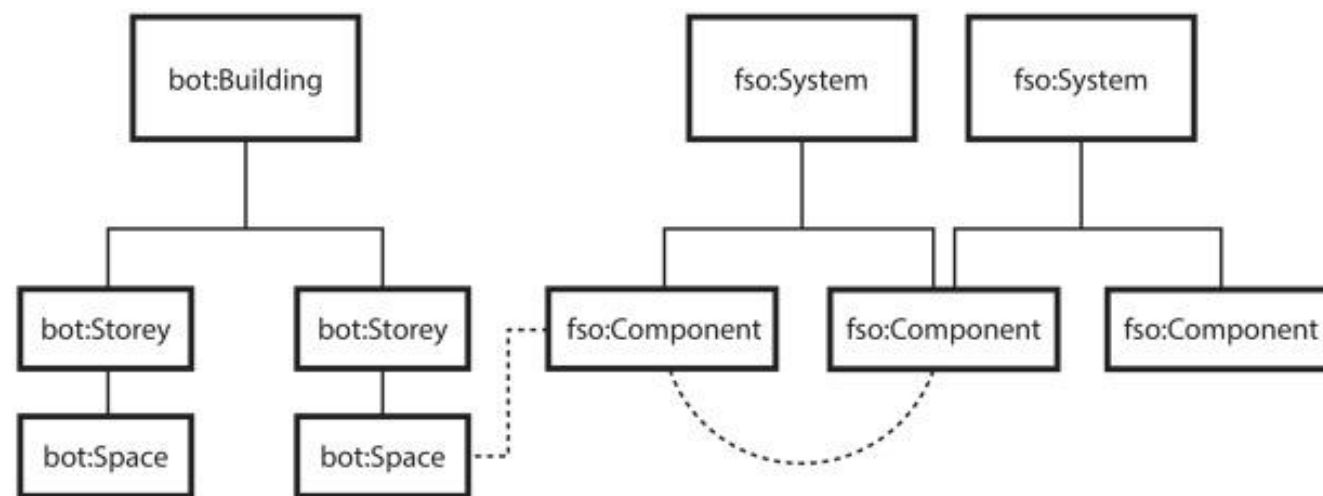 bot:Building
fso:System
fso:System
bot:Storey
bot:Storey
fso:Component
fso:Component
fso:Component
bot:Space
bot:Space